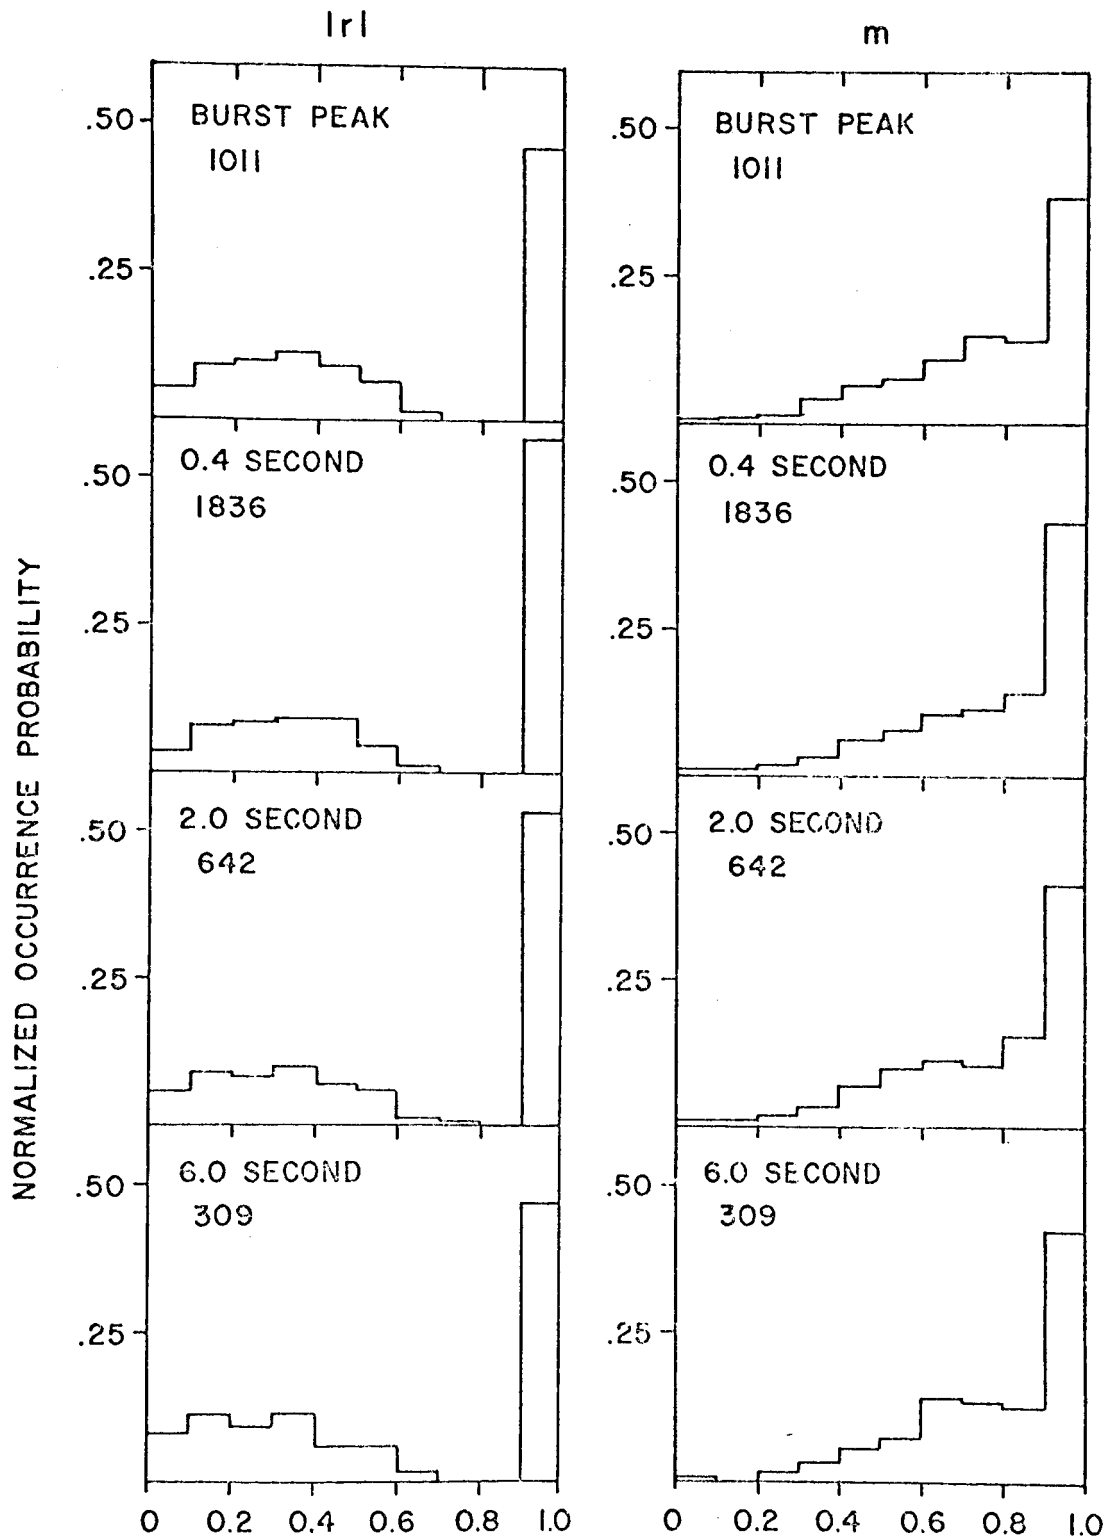 |r|
m
NORMALIZED OCCURRENCE PROBABILITY
.50
BURST PEAK
1011
.25
.50
0.4 SECOND
1836
.25
.50
2.0 SECOND
642
.25
.50
6.0 SECOND
309
.25
0 0.2 0.4 0.6 0.8 1.0
.50
BURST PEAK
1011
.25
.50
0.4 SECOND
1836
.25
.50
2.0 SECOND
642
.25
.50
6.0 SECOND
309
.25
0 0.2 0.4 0.6 0.8 1.0